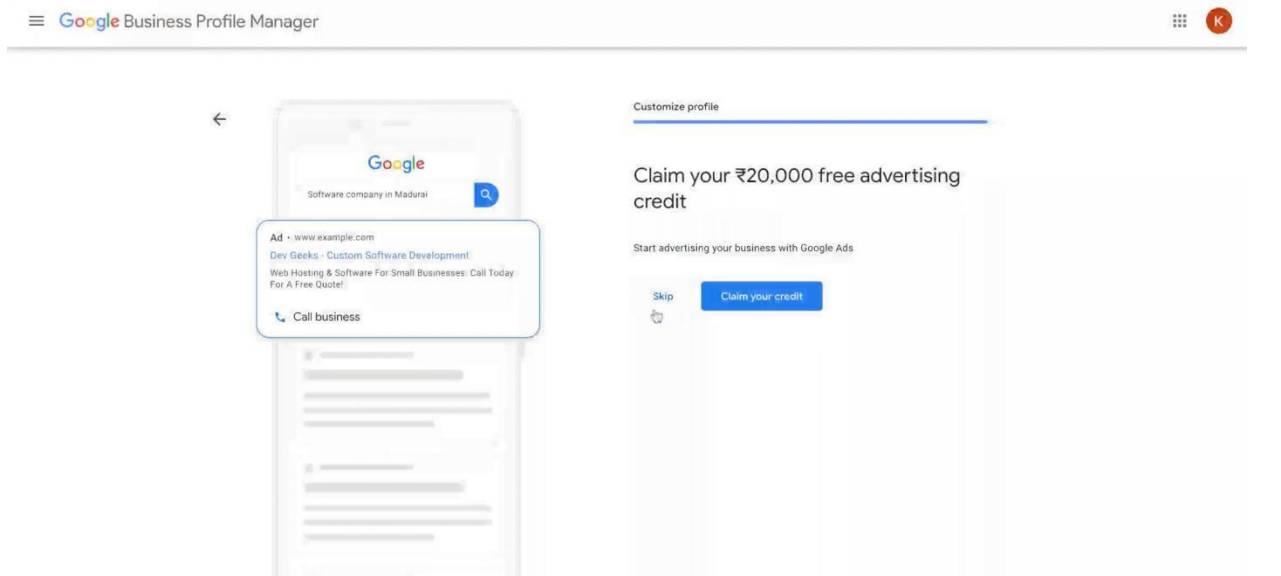 Google Business Profile Manager
K
Customize profile
Google
Software company in Madurai
Ad · www.example.com
Dev Geeks - Custom Software Development
Web Hosting & Software For Small Businesses. Call Today
For A Free Quote!
Call business
Claim your ₹20,000 free advertising
credit
Start advertising your business with Google Ads
Skip
Claim your credit